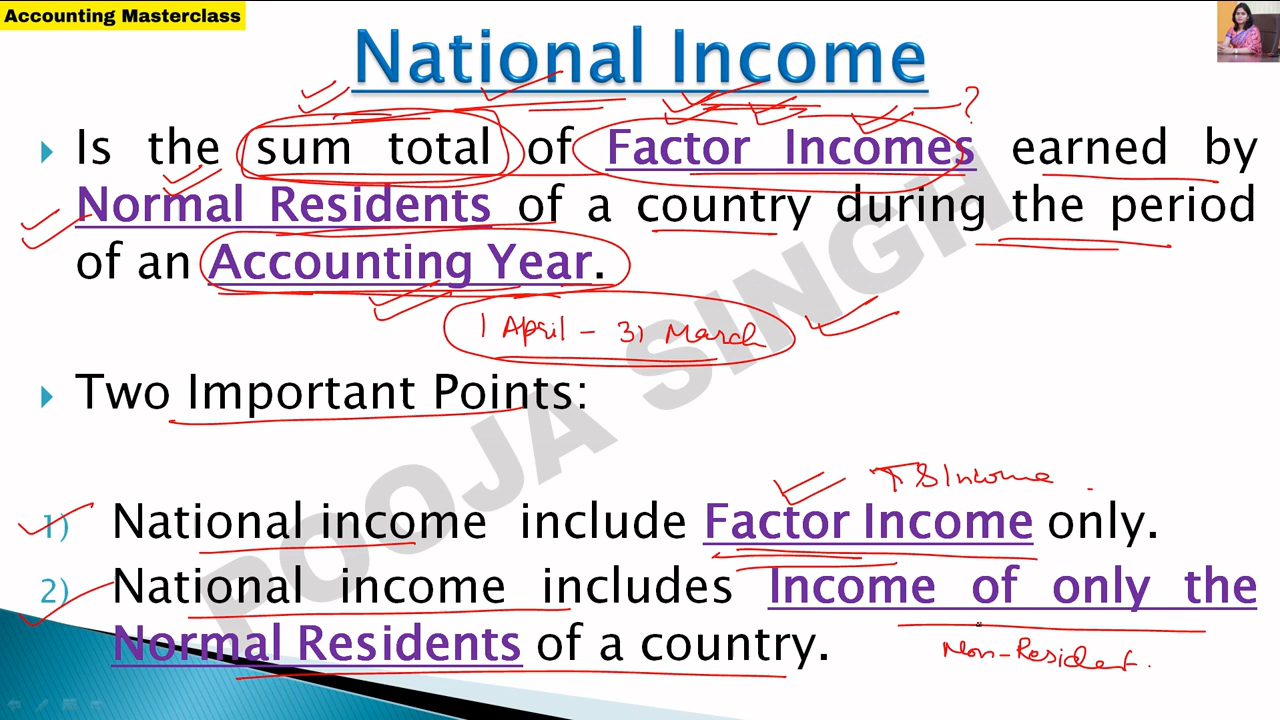 Accounting Masterclass
National Income
?
Is the sum total of Factor Incomes earned by
Normal Residents of a country during the period
of an Accounting Year.
1 April - 31 March
Two Important Points:
Income
1) National income include Factor Income only.
2) National income includes Income of only the
Normal Residents of a country.
Non-Resident.
POOJA SINGH